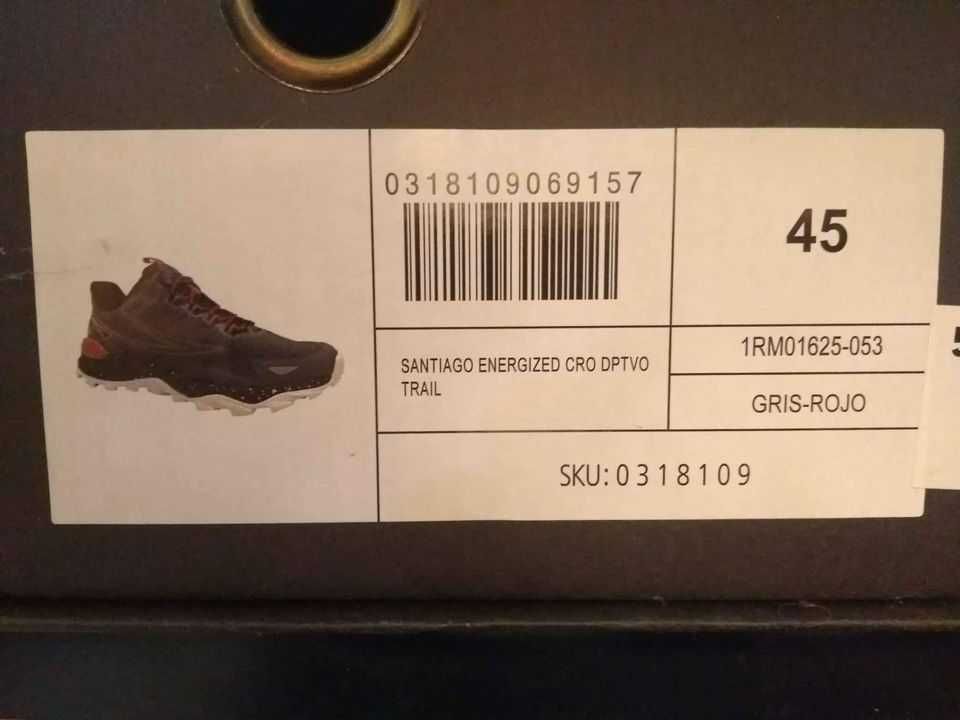 0318109069157
45
SANTIAGO ENERGIZED CRO DPTVO
TRAIL
1RM01625-053
GRIS-ROJO
SKU: 0318109